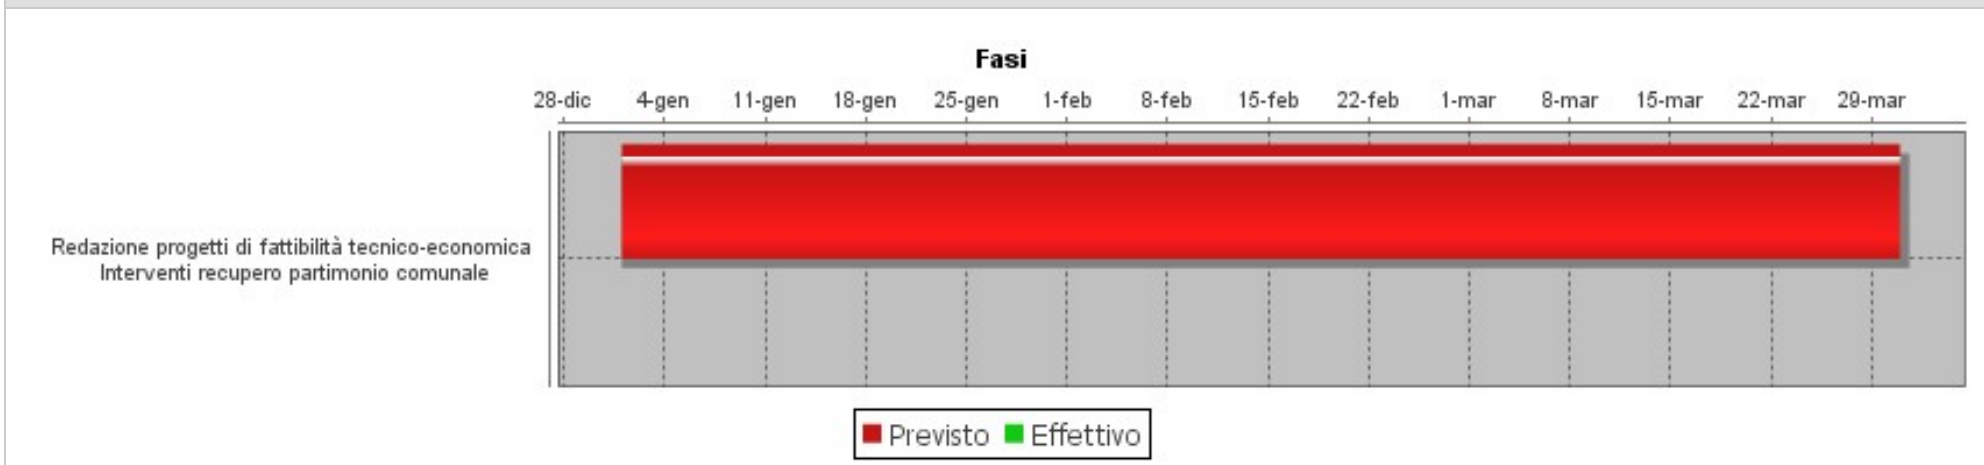 Fasi
28-dic 4-gen 11-gen 18-gen 25-gen 1-feb 8-feb 15-feb 22-feb 1-mar 8-mar 15-mar 22-mar 29-mar
Redazione progetti di fattibilità tecnico-economica
Interventi recupero partimonio comunale
Previsto Effettivo